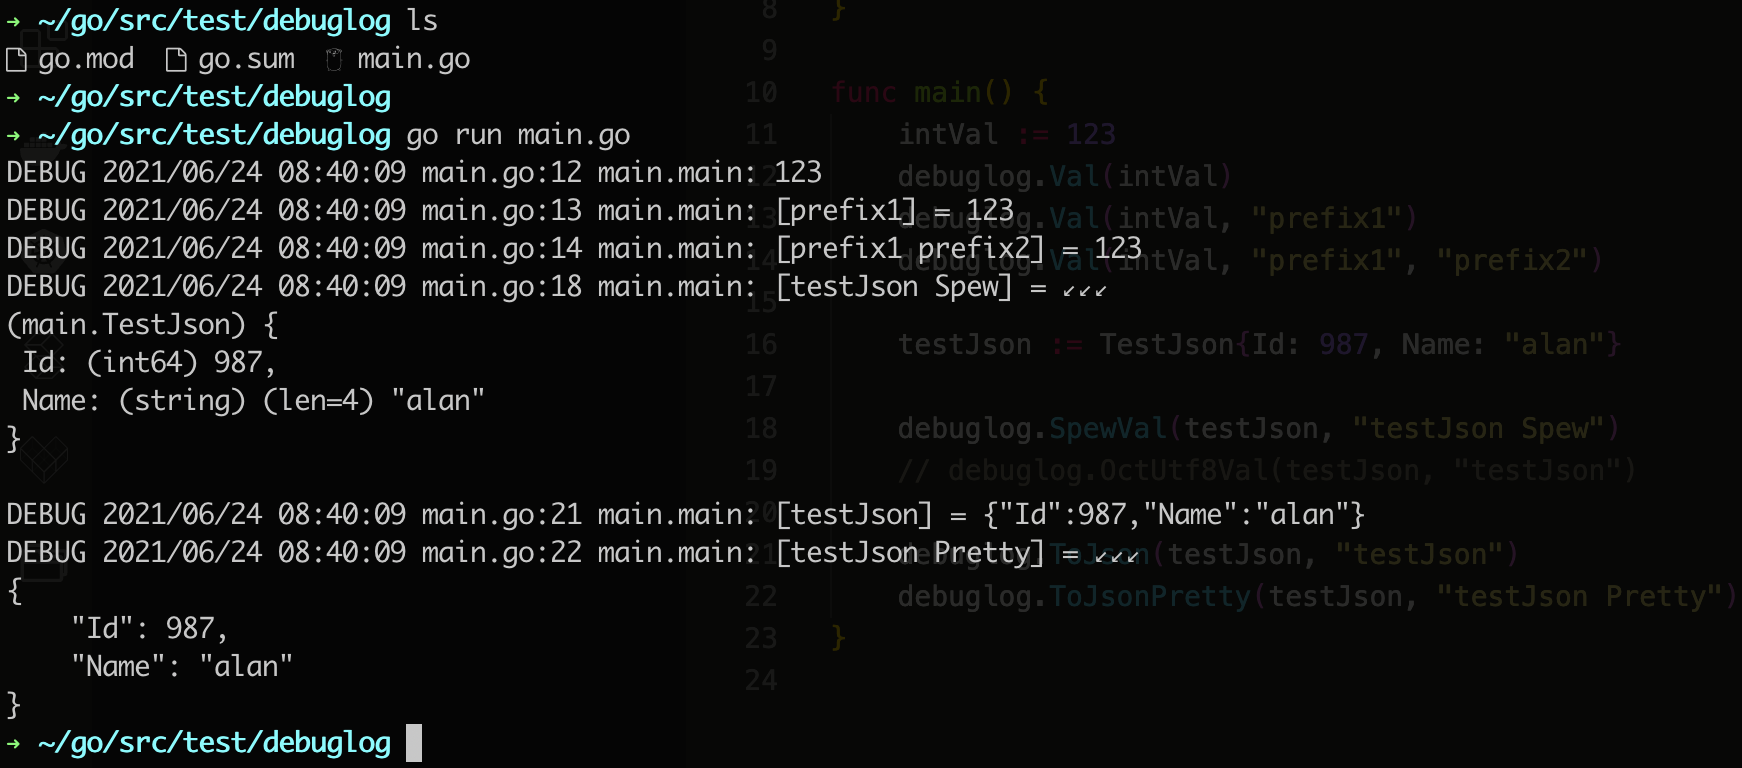 → ~/go/src/test/debuglog ls
go.mod go.sum main.go
→ ~/go/src/test/debuglog
→ ~/go/src/test/debuglog go run main.go
DEBUG 2021/06/24 08:40:09 main.go:12 main.main: 123
DEBUG 2021/06/24 08:40:09 main.go:13 main.main: [prefix1] = 123
DEBUG 2021/06/24 08:40:09 main.go:14 main.main: [prefix1 prefix2] = 123
DEBUG 2021/06/24 08:40:09 main.go:18 main.main: [testJson Spew] = ↙↙↙
(main.TestJson) {
 Id: (int64) 987,
 Name: (string) (len=4) "alan"
}
DEBUG 2021/06/24 08:40:09 main.go:21 main.main: [testJson] = {"Id":987,"Name":"alan"}
DEBUG 2021/06/24 08:40:09 main.go:22 main.main: [testJson Pretty] = ↙↙↙
{
    "Id": 987,
    "Name": "alan"
}
→ ~/go/src/test/debuglog
8 }
9
10 func main() {
11 intVal := 123
12 debuglog.Val(intVal)
13 debuglog.Val(intVal, "prefix1")
14 debuglog.Val(intVal, "prefix1", "prefix2")
15
16 testJson := TestJson{Id: 987, Name: "alan"}
17
18 debuglog.SpewVal(testJson, "testJson Spew")
19 // debuglog.OctUtf8Val(testJson, "testJson")
20
21 debuglog.ToJson(testJson, "testJson")
22 debuglog.ToJsonPretty(testJson, "testJson Pretty")
23 }
24